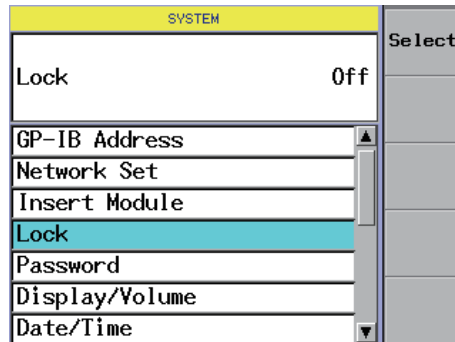 SYSTEM
Select
Lock Off
GP-IB Address
Network Set
Insert Module
Lock
Password
Display/Volume
Date/Time